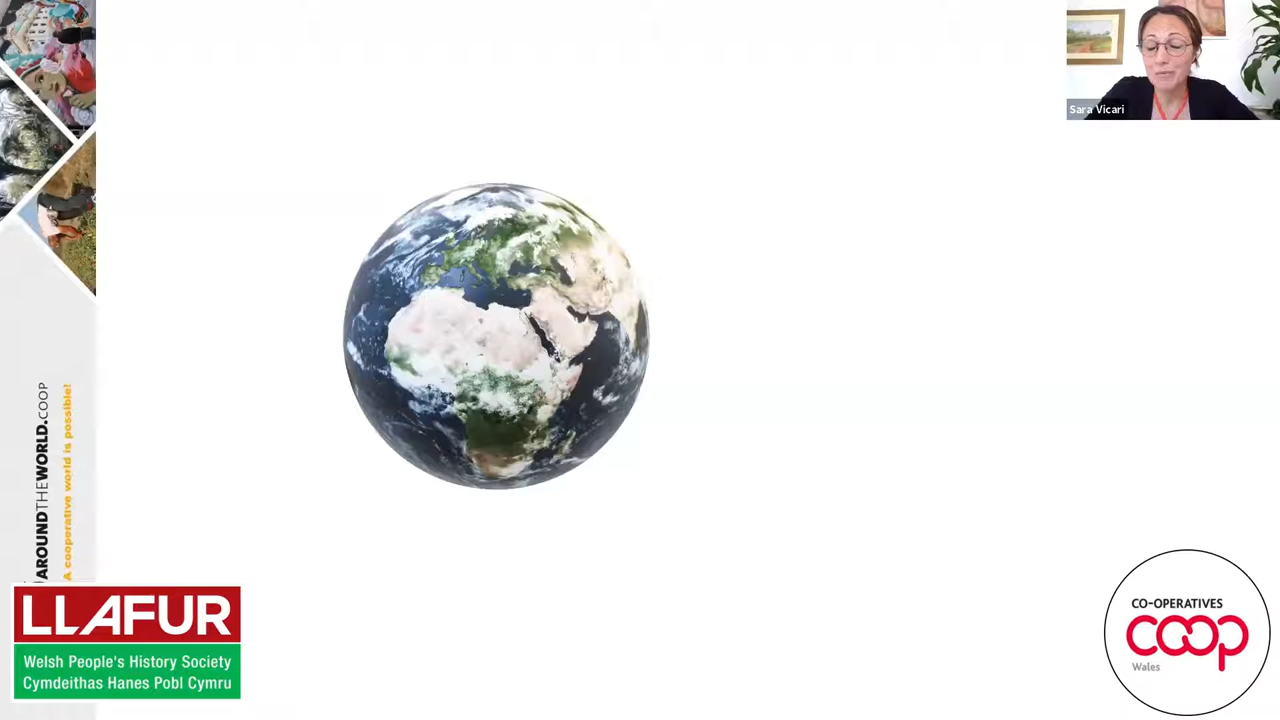 Sara Vicari
AROUNDTHEWORLD.COOP
A cooperative world is possible!
LLAFUR
Welsh People's History Society
Cymdeithas Hanes Pobl Cymru
CO-OPERATIVES
coop
Wales